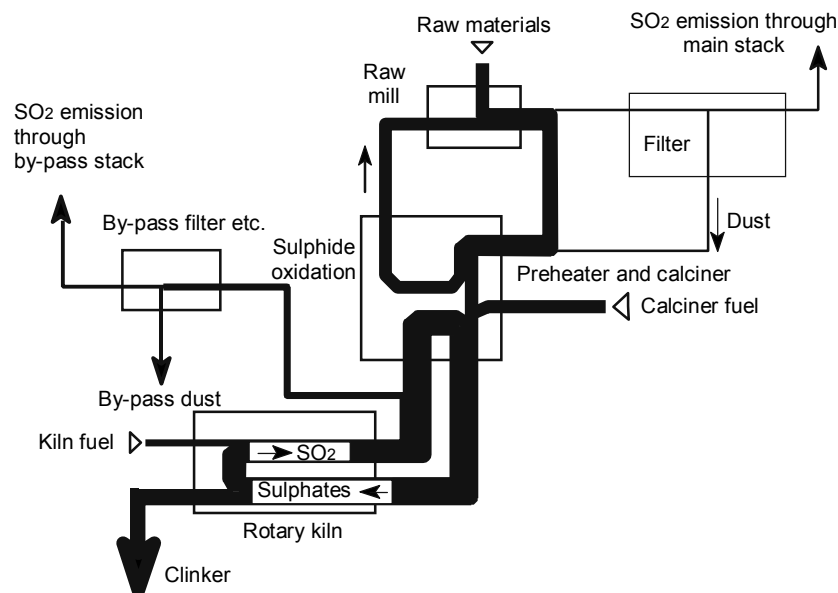 Raw materials
SO2 emission through
main stack
Raw
mill
SO2 emission
through
by-pass stack
Filter
By-pass filter etc.
Dust
Sulphide
oxidation
Preheater and calciner
Calciner fuel
By-pass dust
Kiln fuel
SO2
Sulphates
Rotary kiln
Clinker